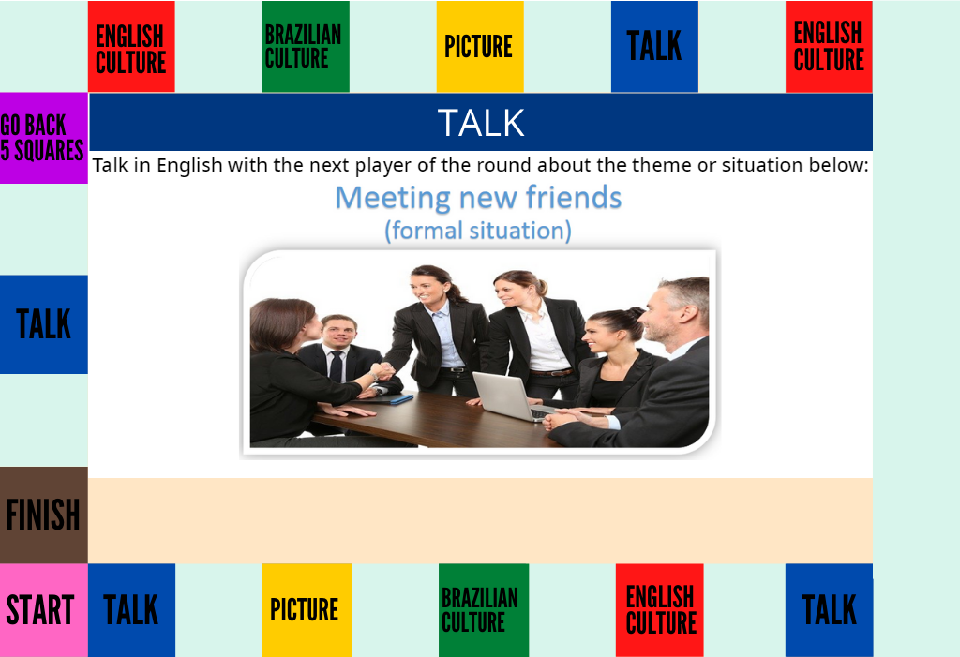 ENGLISH
CULTURE
BRAZILIAN
CULTURE
PICTURE
TALK
ENGLISH
CULTURE
GO BACK
5 SQUARES
TALK
Talk in English with the next player of the round about the theme or situation below:
Meeting new friends
(formal situation)
TALK
FINISH
START
TALK
PICTURE
BRAZILIAN
CULTURE
ENGLISH
CULTURE
TALK